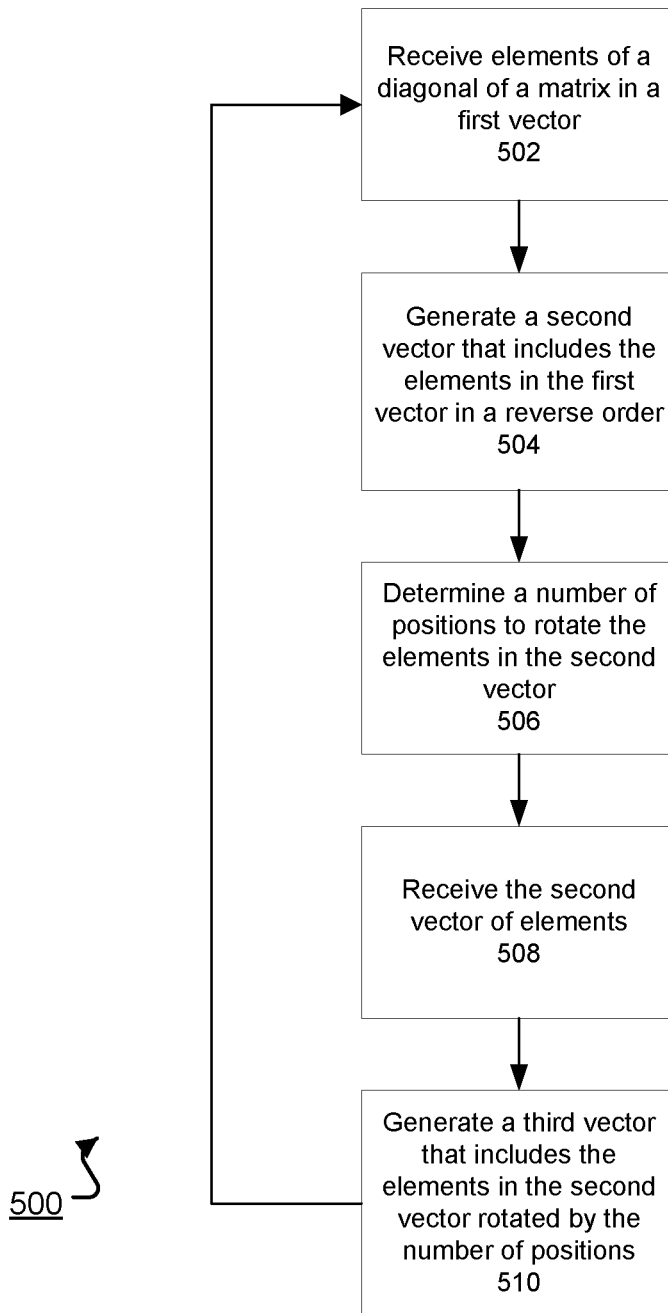 Receive elements of a
diagonal of a matrix in a
first vector
502
Generate a second
vector that includes the
elements in the first
vector in a reverse order
504
Determine a number of
positions to rotate the
elements in the second
vector
506
Receive the second
vector of elements
508
Generate a third vector
that includes the
elements in the second
vector rotated by the
number of positions
510
500